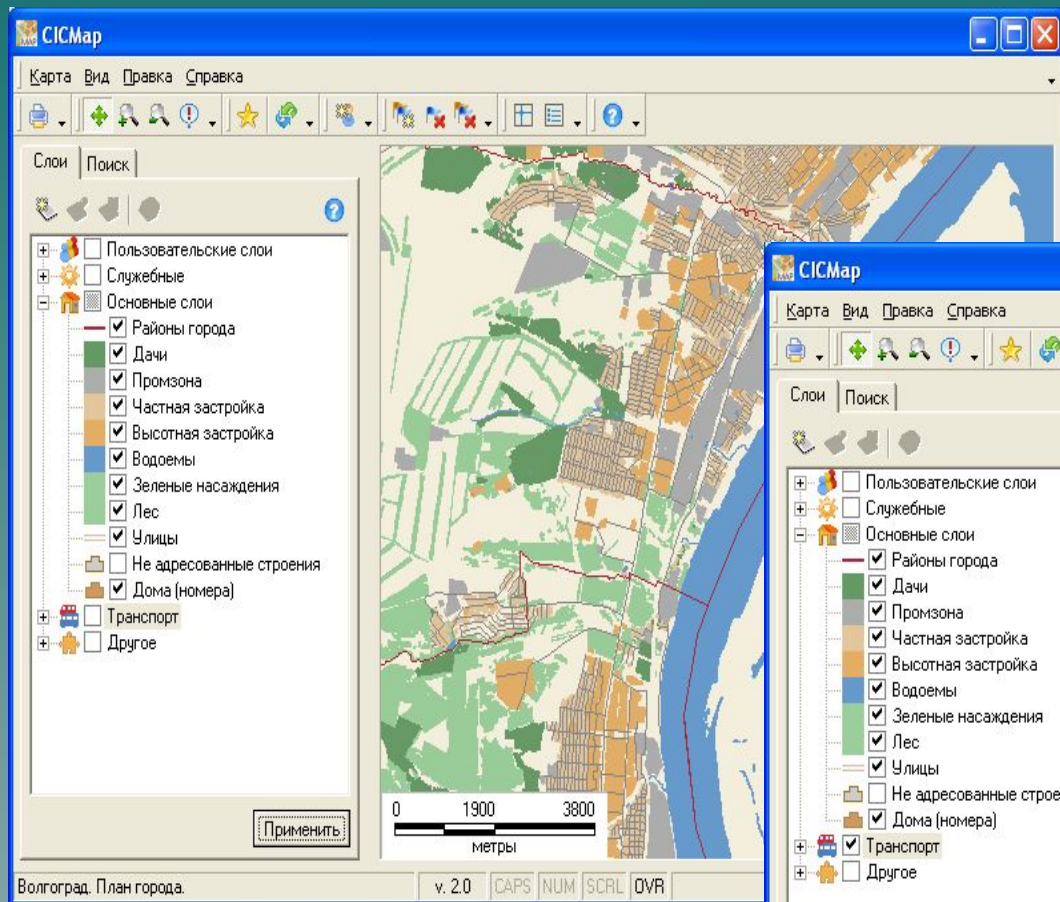 CICMap
Карта Вид Правка Справка
Слои Поиск
Пользовательские слои
Служебные
Основные слои
Районы города
Дачи
Промзона
Частная застройка
Высотная застройка
Водоемы
Зеленые насаждения
Лес
Улицы
Не адресованные строения
Дома (номера)
Транспорт
Другое
Применить
0 1900 3800
метры
Волгоград. План города. v. 2.0 CAPS NUM SCRL OVR
CICMap
Карта Вид Правка Справка
Слои Поиск
Пользовательские слои
Служебные
Основные слои
Районы города
Дачи
Промзона
Частная застройка
Высотная застройка
Водоемы
Зеленые насаждения
Лес
Улицы
Не адресованные строе
Дома (номера)
Транспорт
Другое